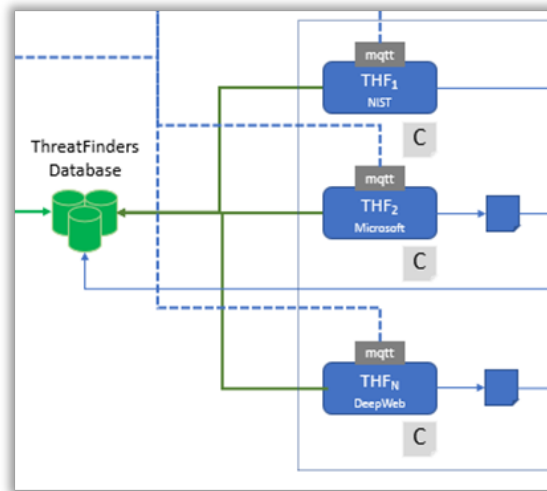 mqtt
THF1
NIST
C
ThreatFinders
Database
mqtt
THF2
Microsoft
C
mqtt
THFN
DeepWeb
C